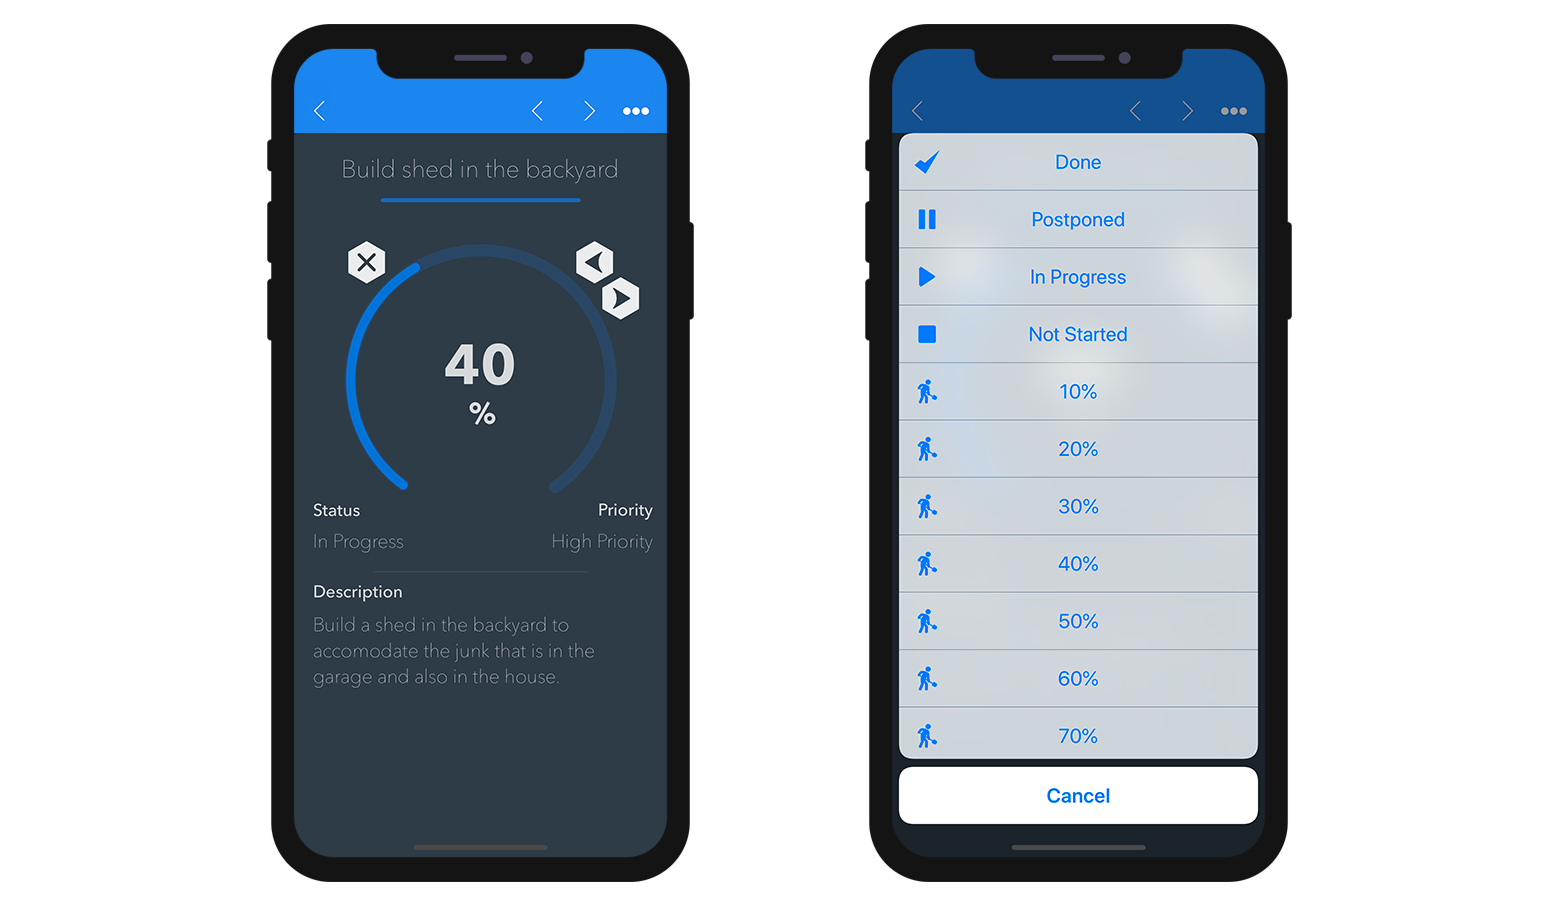 Build shed in the backyard
40
%
Status
Priority
In Progress
High Priority
Description
Build a shed in the backyard to
accomodate the junk that is in the
garage and also in the house.
Done
Postponed
In Progress
Not Started
10%
20%
30%
40%
50%
60%
70%
Cancel